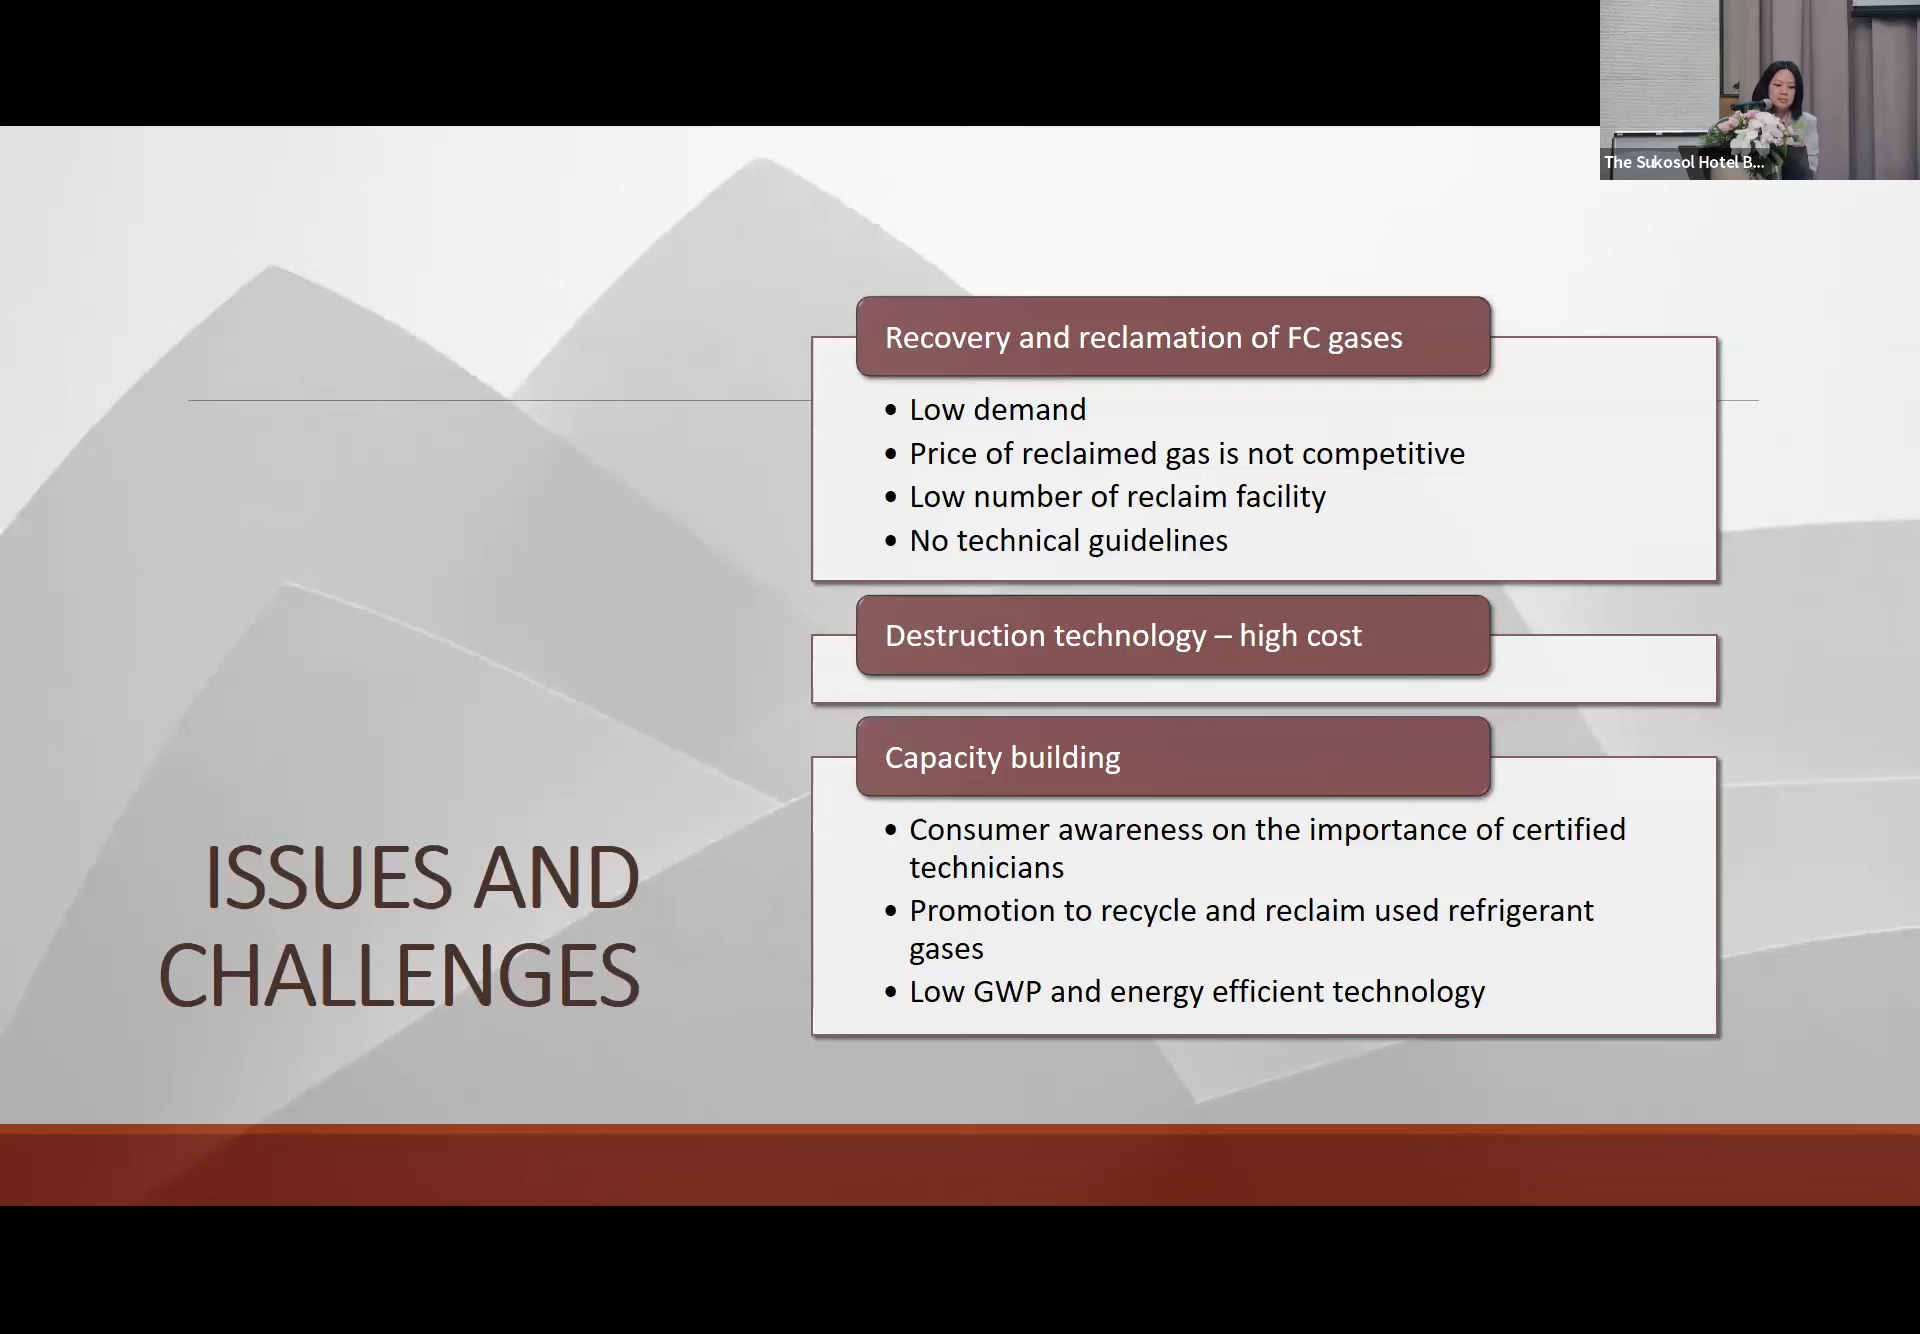 The Sukosol Hotel B...
Recovery and reclamation of FC gases
• Low demand
• Price of reclaimed gas is not competitive
• Low number of reclaim facility
• No technical guidelines
Destruction technology – high cost
Capacity building
• Consumer awareness on the importance of certified
technicians
• Promotion to recycle and reclaim used refrigerant
gases
• Low GWP and energy efficient technology
ISSUES AND
CHALLENGES